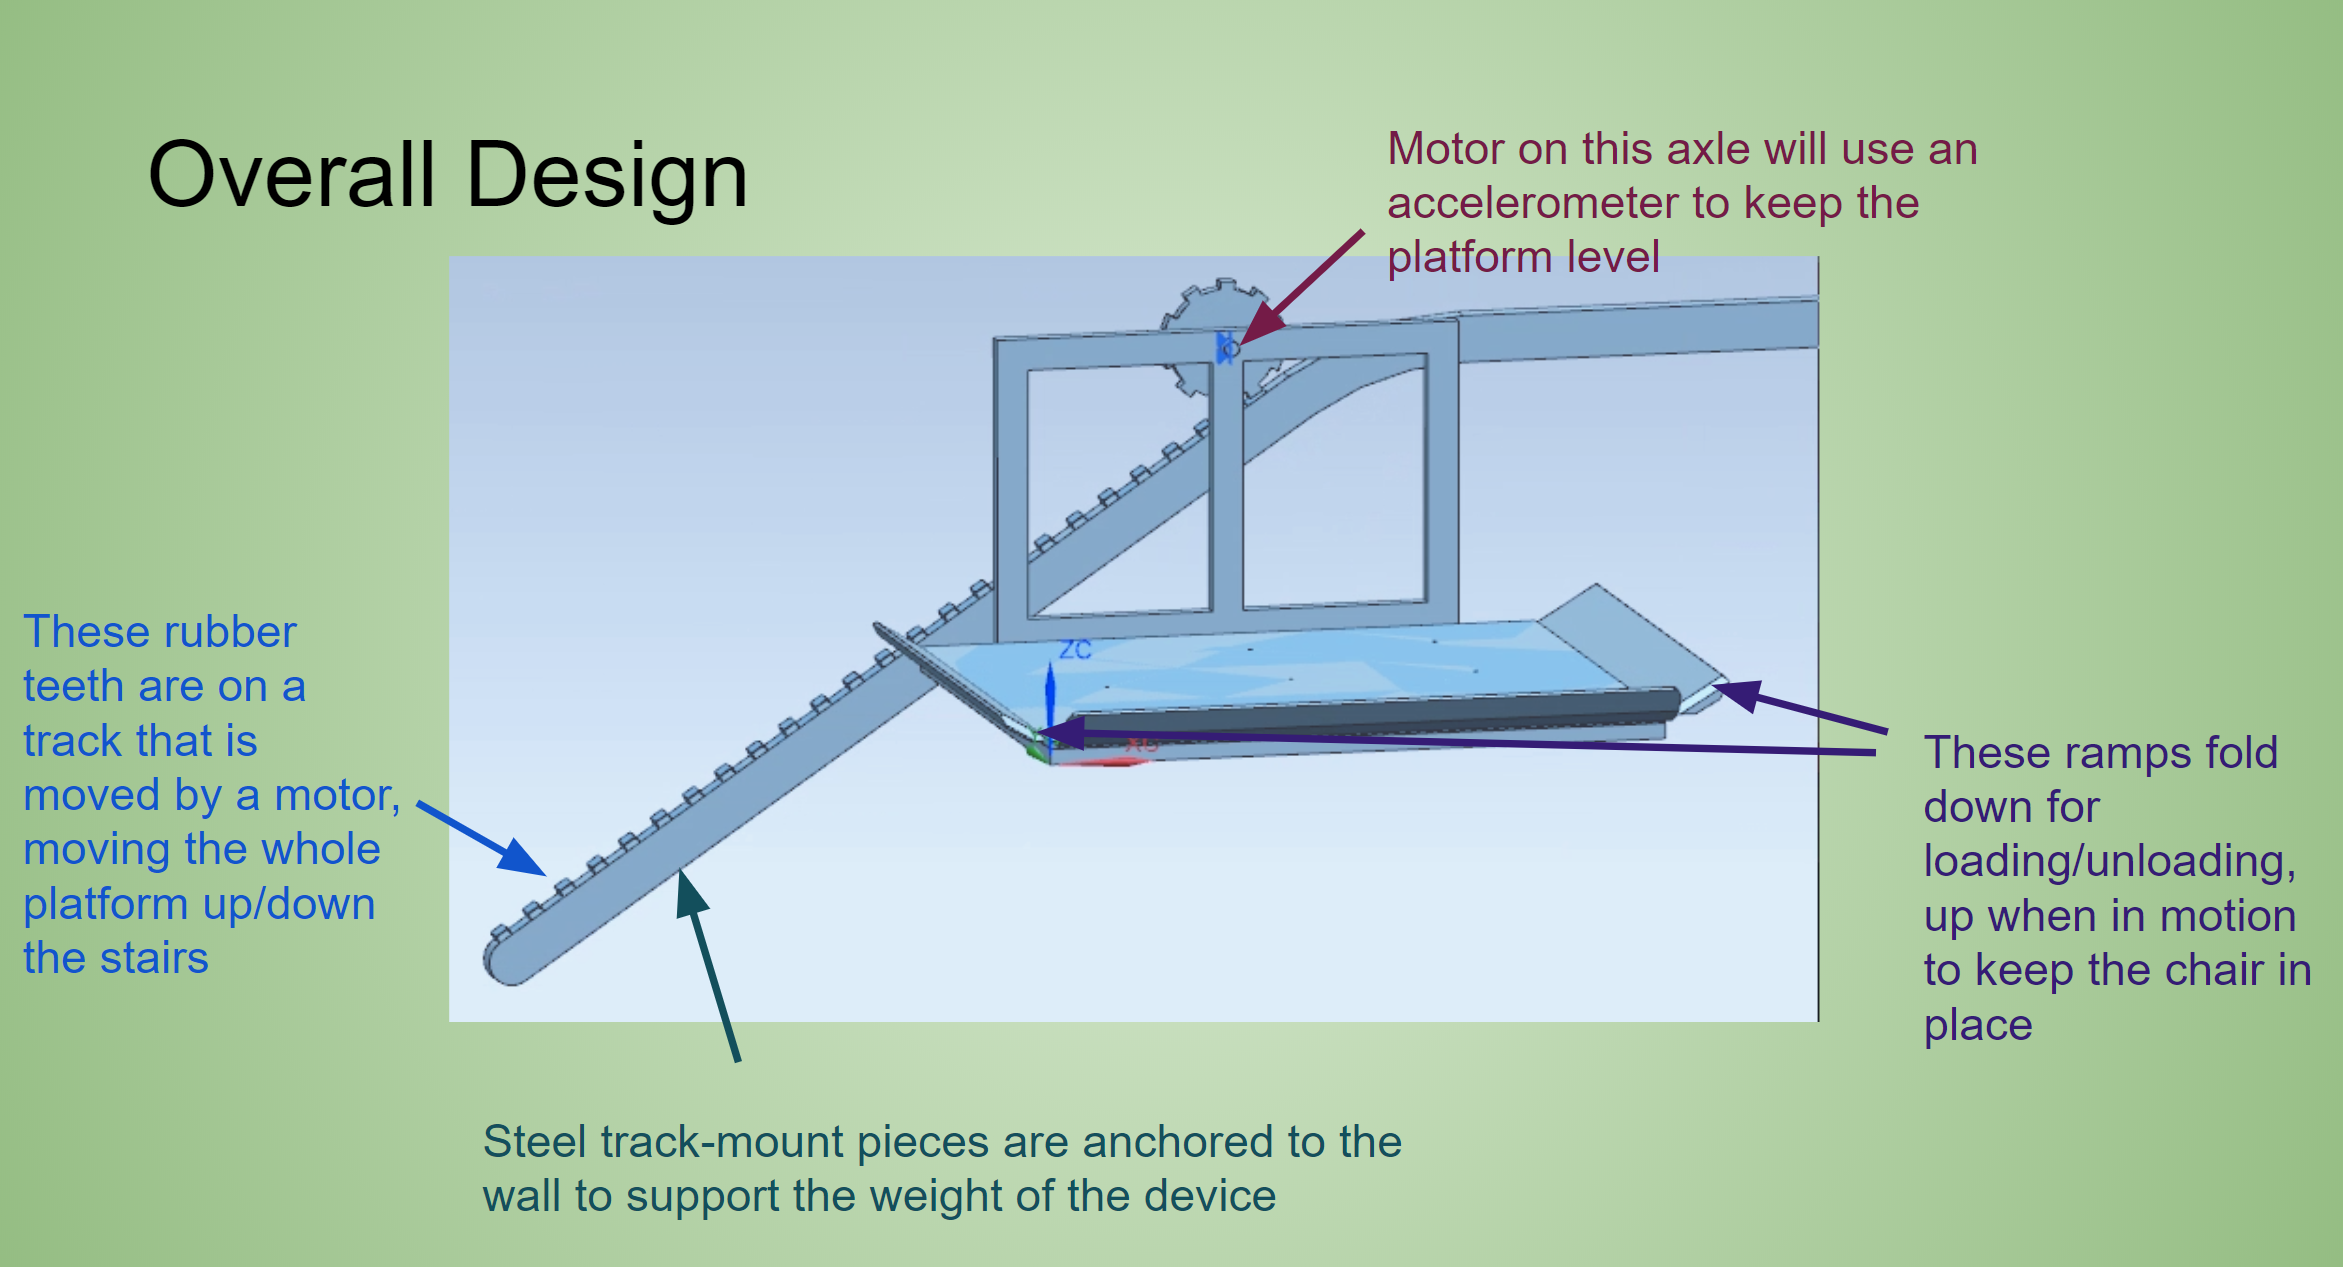 Overall Design
Motor on this axle will use an
accelerometer to keep the
platform level
These rubber
teeth are on a
track that is
moved by a motor,
moving the whole
platform up/down
the stairs
ZC
XC
These ramps fold
down for
loading/unloading,
up when in motion
to keep the chair in
place
Steel track-mount pieces are anchored to the
wall to support the weight of the device